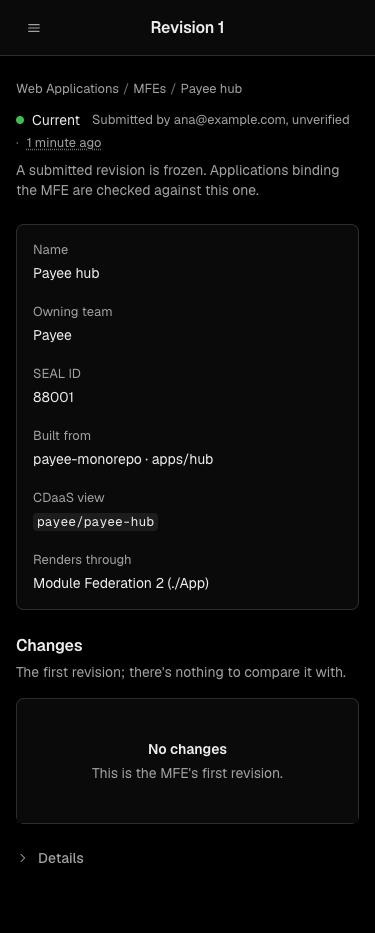 Revision 1
Web Applications / MFEs / Payee hub
Current Submitted by ana@example.com, unverified
· 1 minute ago
A submitted revision is frozen. Applications binding
the MFE are checked against this one.
Name
Payee hub
Owning team
Payee
SEAL ID
88001
Built from
payee-monorepo · apps/hub
CDaaS view
payee/payee-hub
Renders through
Module Federation 2 (./App)
Changes
The first revision; there's nothing to compare it with.
No changes
This is the MFE's first revision.
Details